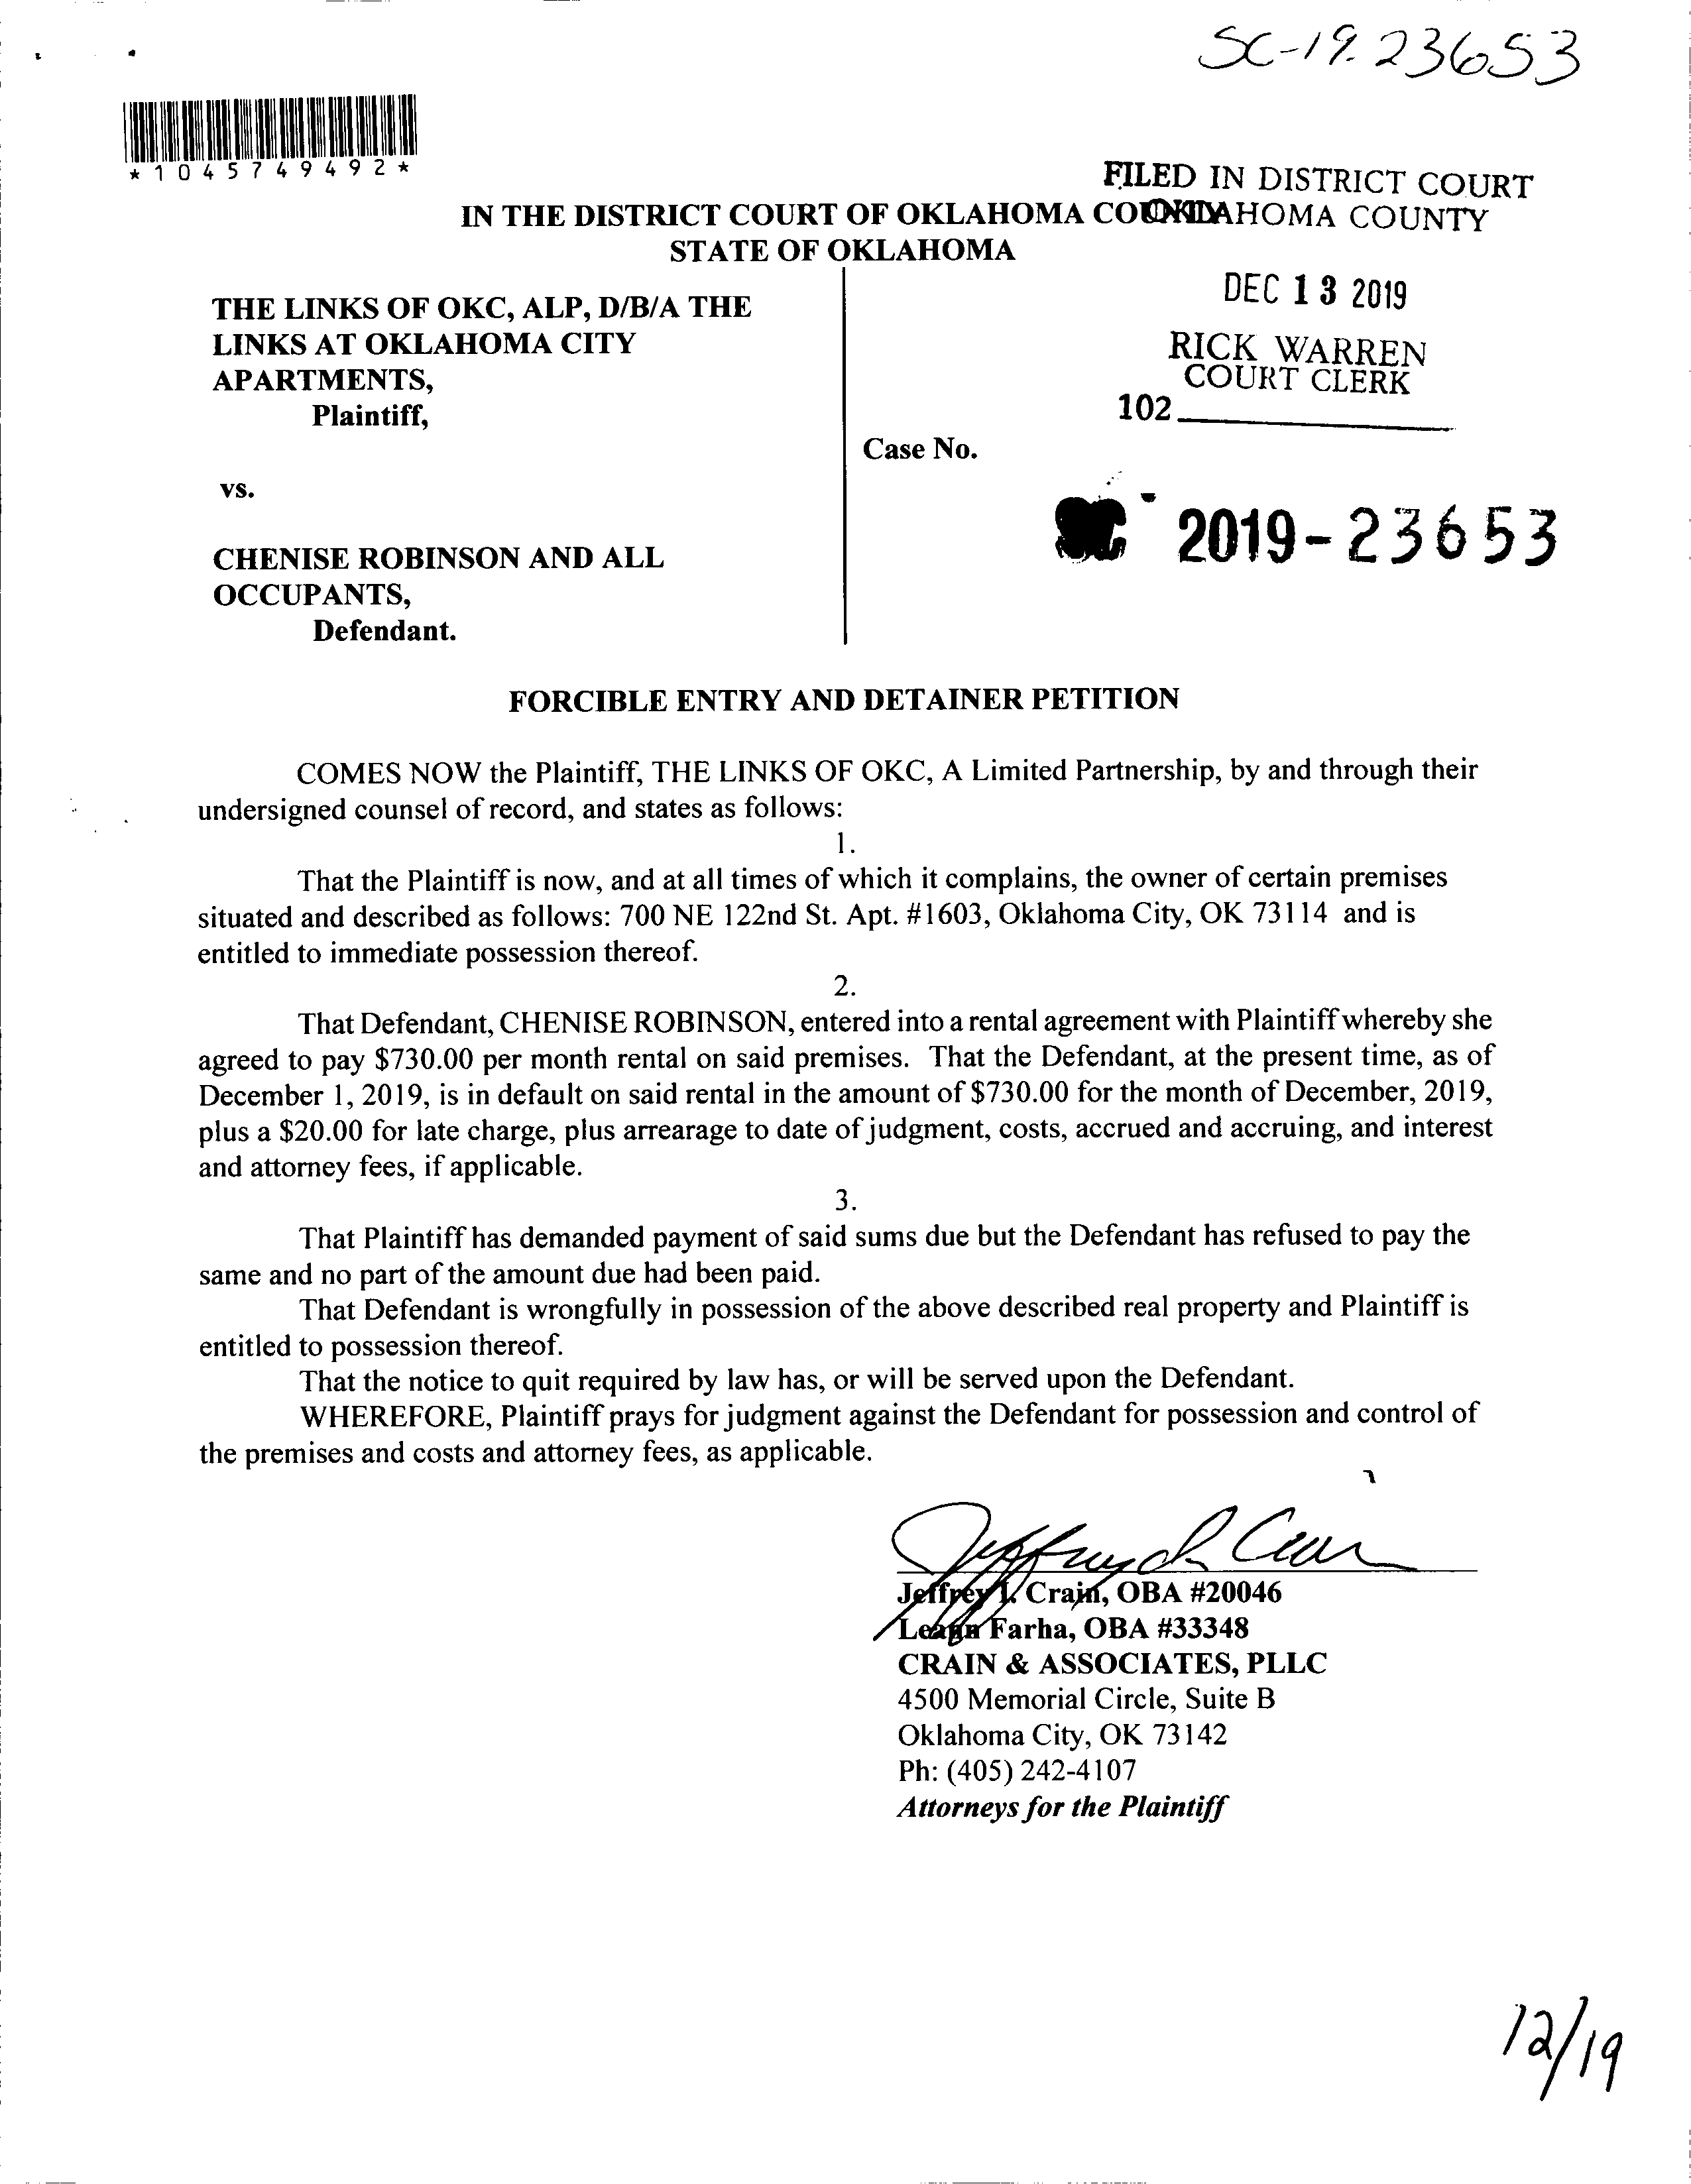 SC-19-23653
*1045749492*
FILED IN DISTRICT COURT
OKLAHOMA COUNTY
IN THE DISTRICT COURT OF OKLAHOMA COUNTY
STATE OF OKLAHOMA
DEC 13 2019
RICK WARREN
COURT CLERK
102
THE LINKS OF OKC, ALP, D/B/A THE
LINKS AT OKLAHOMA CITY
APARTMENTS,
Plaintiff,
vs.
CHENISE ROBINSON AND ALL
OCCUPANTS,
Defendant.
Case No.
SC - 2019-23653
FORCIBLE ENTRY AND DETAINER PETITION
COMES NOW the Plaintiff, THE LINKS OF OKC, A Limited Partnership, by and through their
undersigned counsel of record, and states as follows:
1.
That the Plaintiff is now, and at all times of which it complains, the owner of certain premises
situated and described as follows: 700 NE 122nd St. Apt. #1603, Oklahoma City, OK 73114 and is
entitled to immediate possession thereof.
2.
That Defendant, CHENISE ROBINSON, entered into a rental agreement with Plaintiff whereby she
agreed to pay $730.00 per month rental on said premises. That the Defendant, at the present time, as of
December 1, 2019, is in default on said rental in the amount of $730.00 for the month of December, 2019,
plus a $20.00 for late charge, plus arrearage to date of judgment, costs, accrued and accruing, and interest
and attorney fees, if applicable.
3.
That Plaintiff has demanded payment of said sums due but the Defendant has refused to pay the
same and no part of the amount due had been paid.
That Defendant is wrongfully in possession of the above described real property and Plaintiff is
entitled to possession thereof.
That the notice to quit required by law has, or will be served upon the Defendant.
WHEREFORE, Plaintiff prays for judgment against the Defendant for possession and control of
the premises and costs and attorney fees, as applicable.
Jeffrey I. Crain, OBA #20046
Leann Farha, OBA #33348
CRAIN & ASSOCIATES, PLLC
4500 Memorial Circle, Suite B
Oklahoma City, OK 73142
Ph: (405) 242-4107
Attorneys for the Plaintiff
12/19